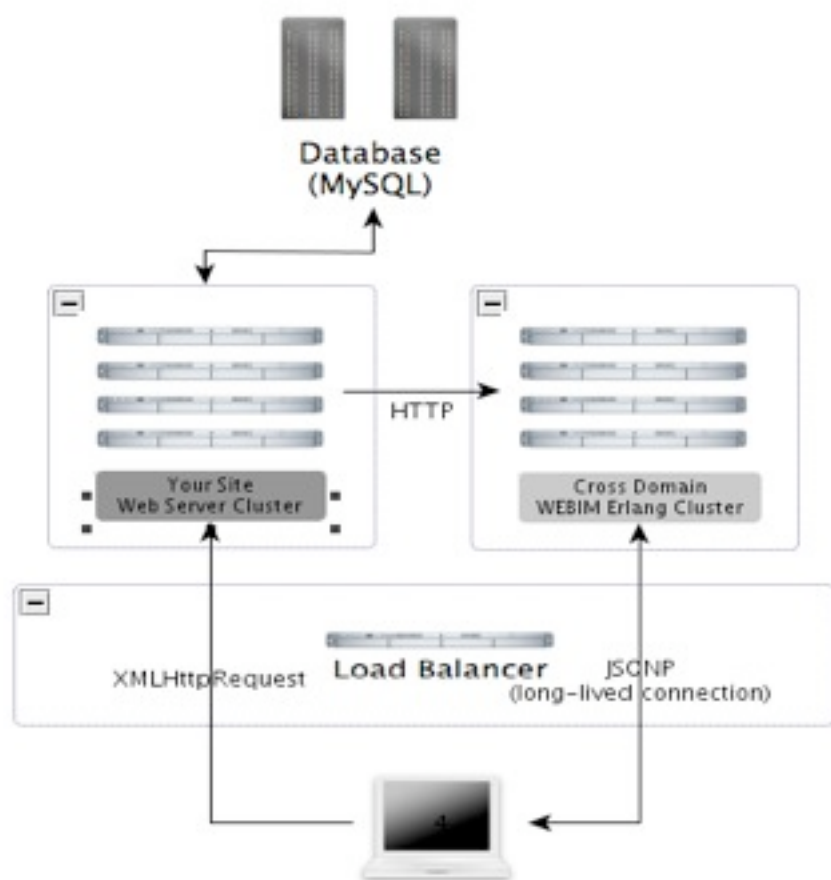 Database
(MySQL)
HTTP
Your Site
Web Server Cluster
Cross Domain
WEBIM Erlang Cluster
XMLHttpRequest
Load Balancer
JSONP
(long-lived connection)
4